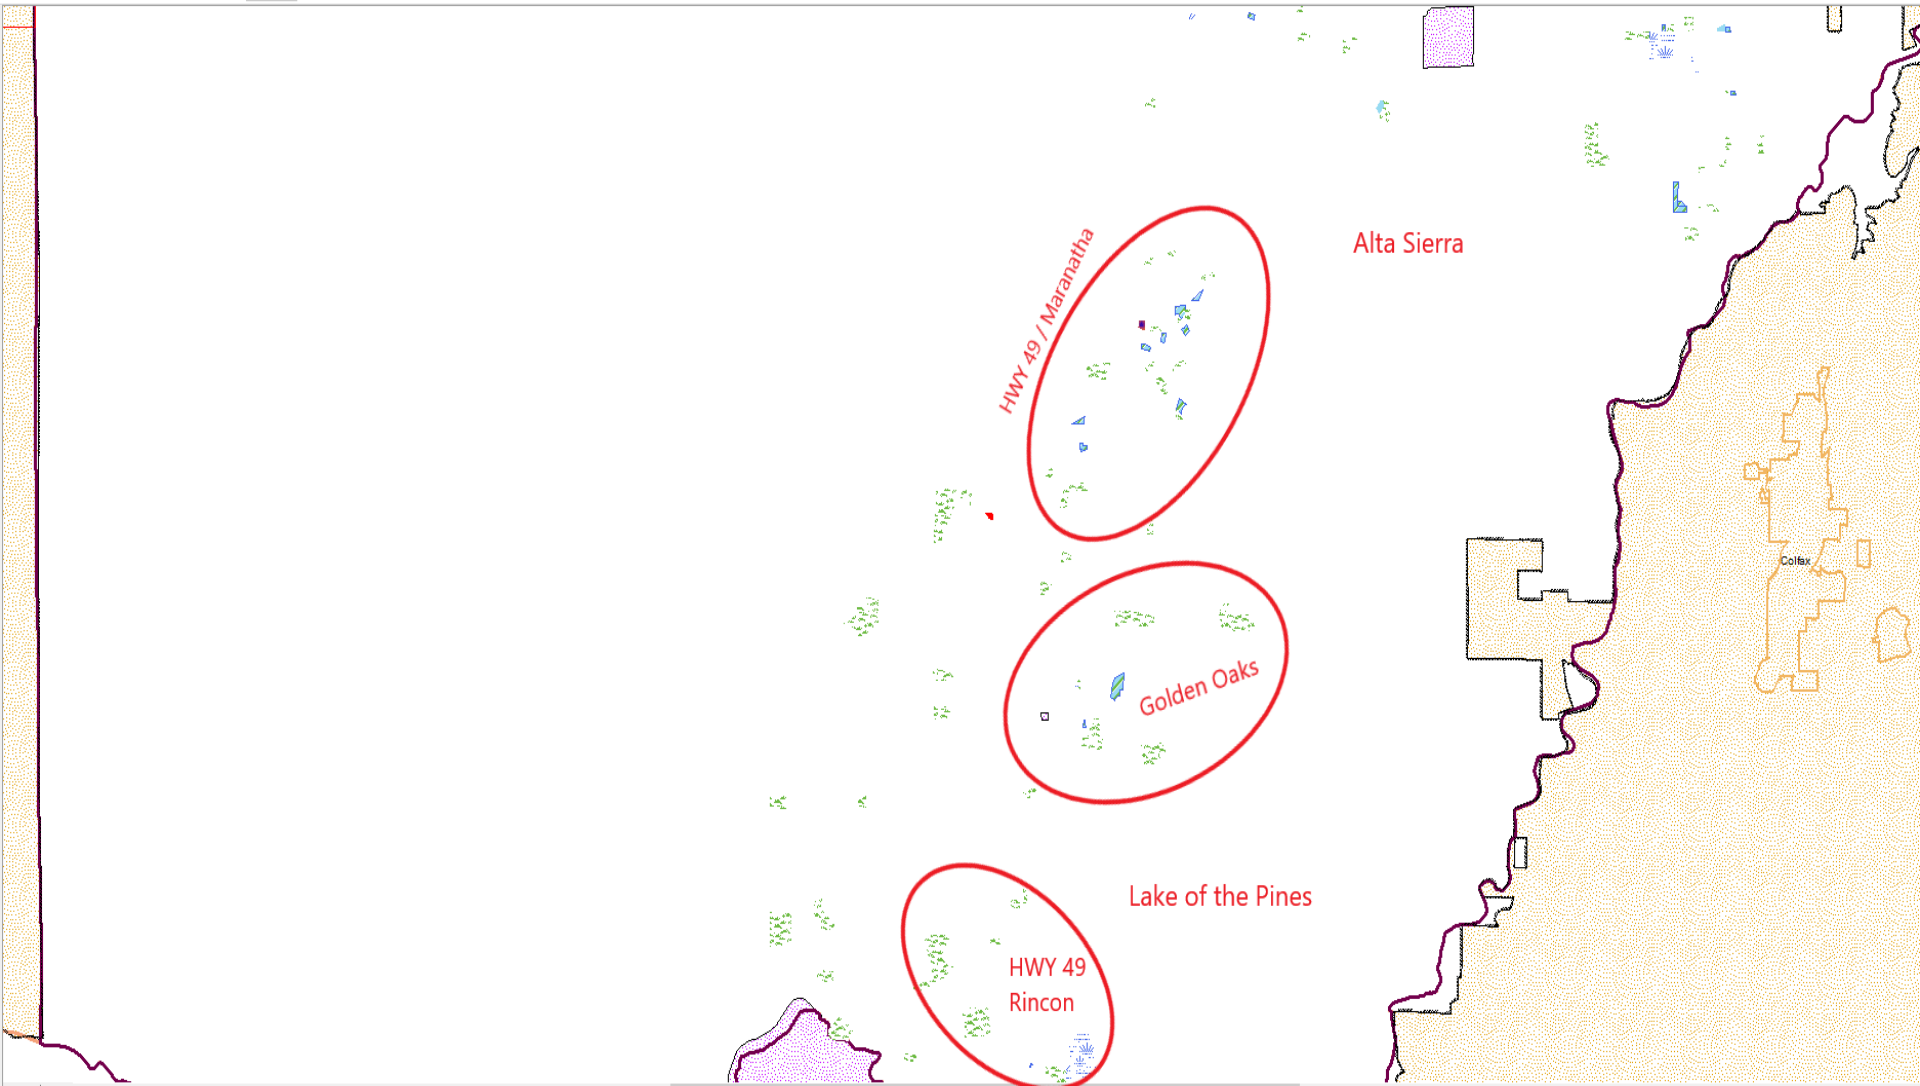 Alta Sierra
HWY 49 / Maranatha
Colfax
Golden Oaks
Lake of the Pines
HWY 49
Rincon